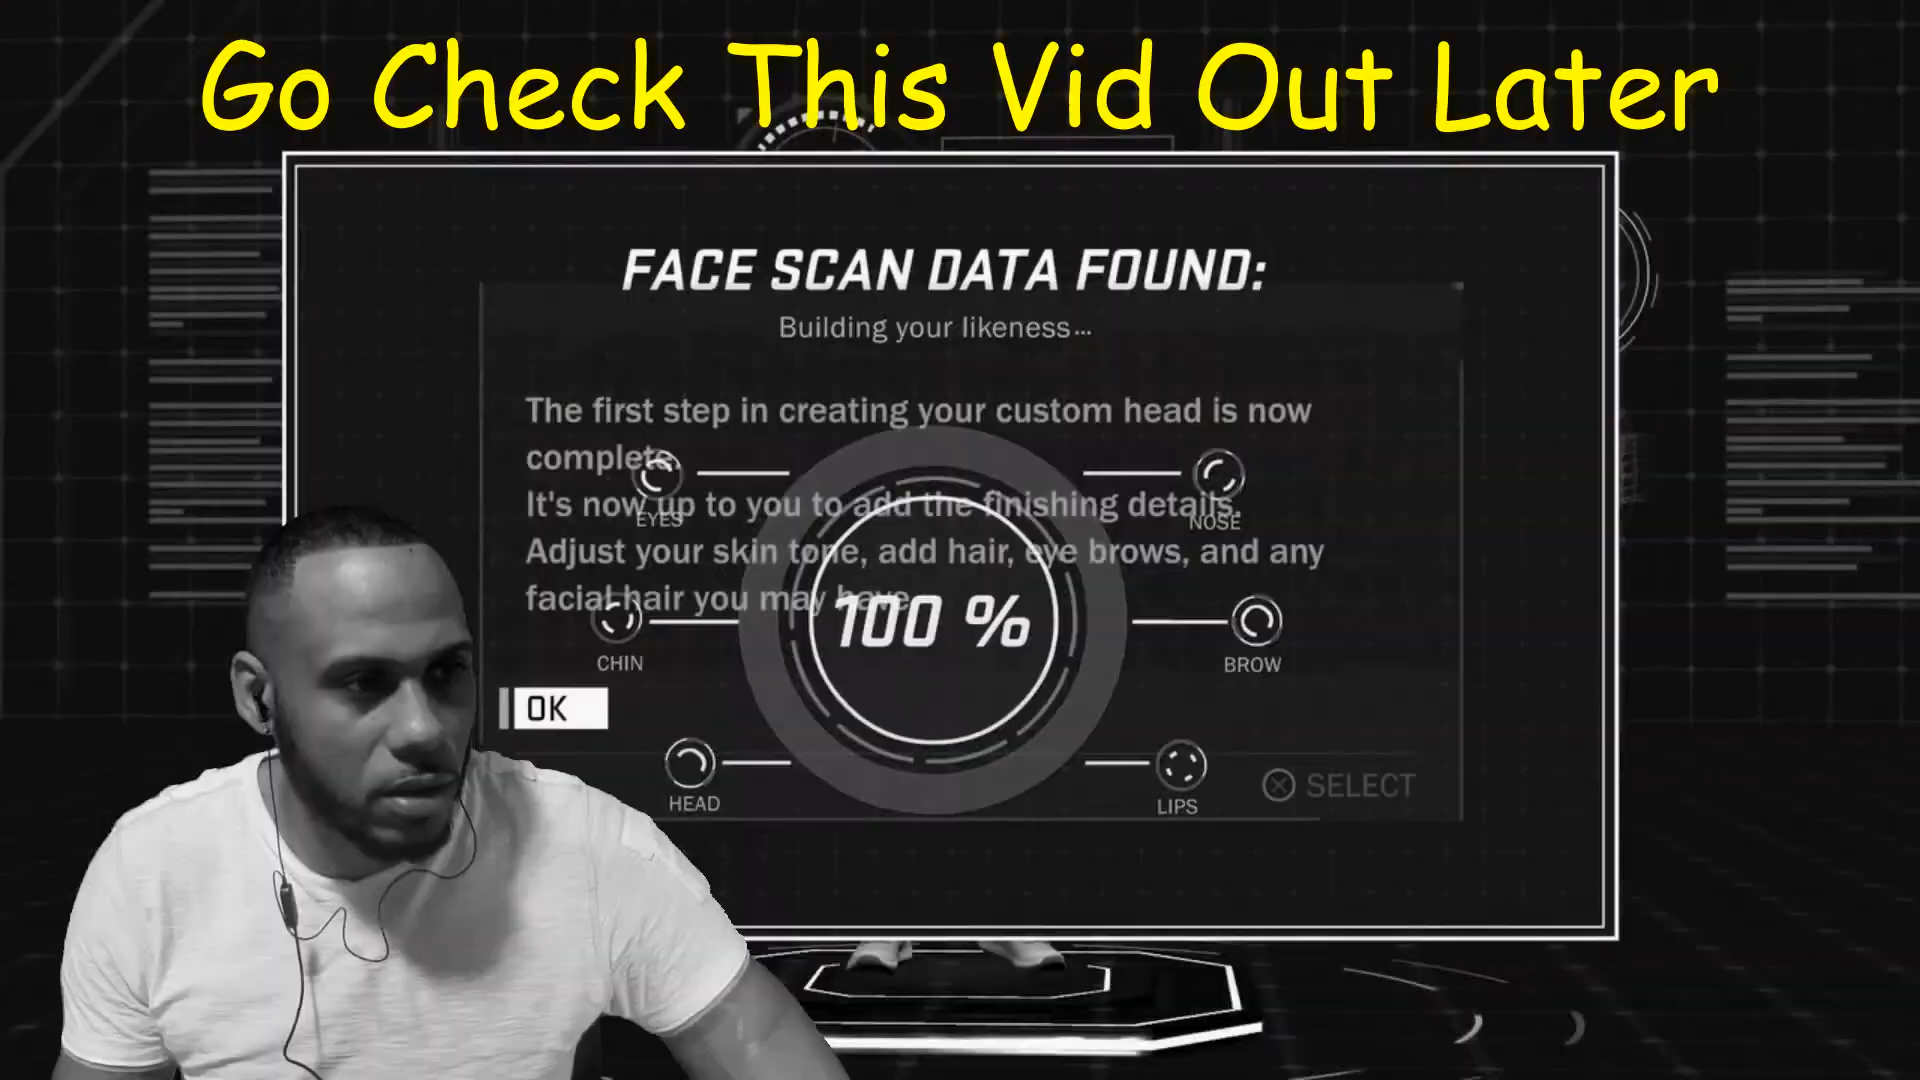 Go Check This Vid Out Later
FACE SCAN DATA FOUND:
Building your likeness...
The first step in creating your custom head is now
complete.
It's now up to you to add the finishing details.
Adjust your skin tone, add hair, eye brows, and any
facial hair you may have.
EYES
NOSE
100 %
CHIN
BROW
OK
HEAD
LIPS
SELECT